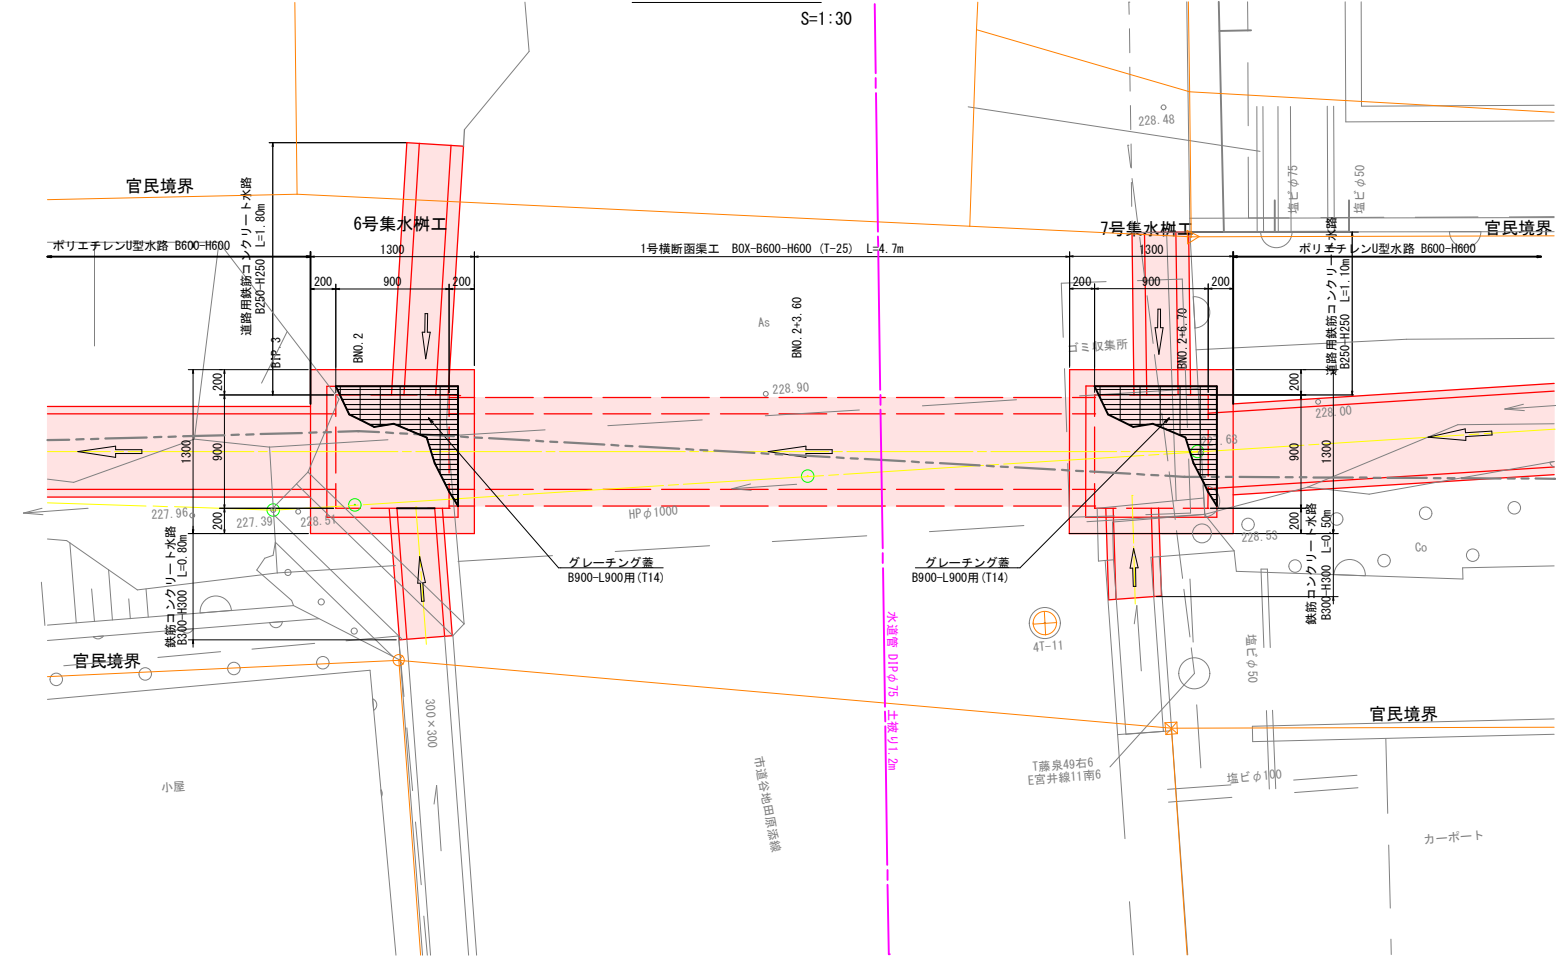 S=1:30
228.48
塩ビφ75
塩ビφ50
官民境界
6号集水桝工
7号集水桝工
官民境界
ポリエチレンU型水路 B600-H600
1300
1号横断函渠工 BOX-B600-H600 (T-25) L=4.7m
1300
ポリエチレンU型水路 B600-H600
道路用鉄筋コンクリート水路
B250-H250 L=1.80m
200
900
200
200
900
200
道路用鉄筋コンクリート水路
B250-H250 L=1.10m
BIP.3
BNO.2
As
BNO.2+3.60
ゴミ収集所
BNO.2+6.70
200
228.90
200
228.00
1300
900
900
1300
227.96
227.39
228.51
200
HPφ1000
200
228.53
Co
鉄筋コンクリート水路
B300-H300 L=0.80m
グレーチング蓋
B900-L900用(T14)
グレーチング蓋
B900-L900用(T14)
鉄筋コンクリート水路
B300-H300 L=0.50m
水道管 DIPφ75 土被り1.2m
4T-11
塩ビφ50
官民境界
300×300
官民境界
小屋
市道谷地田原添線
T藤泉49右6
E宮井線11南6
塩ビφ100
カーポート